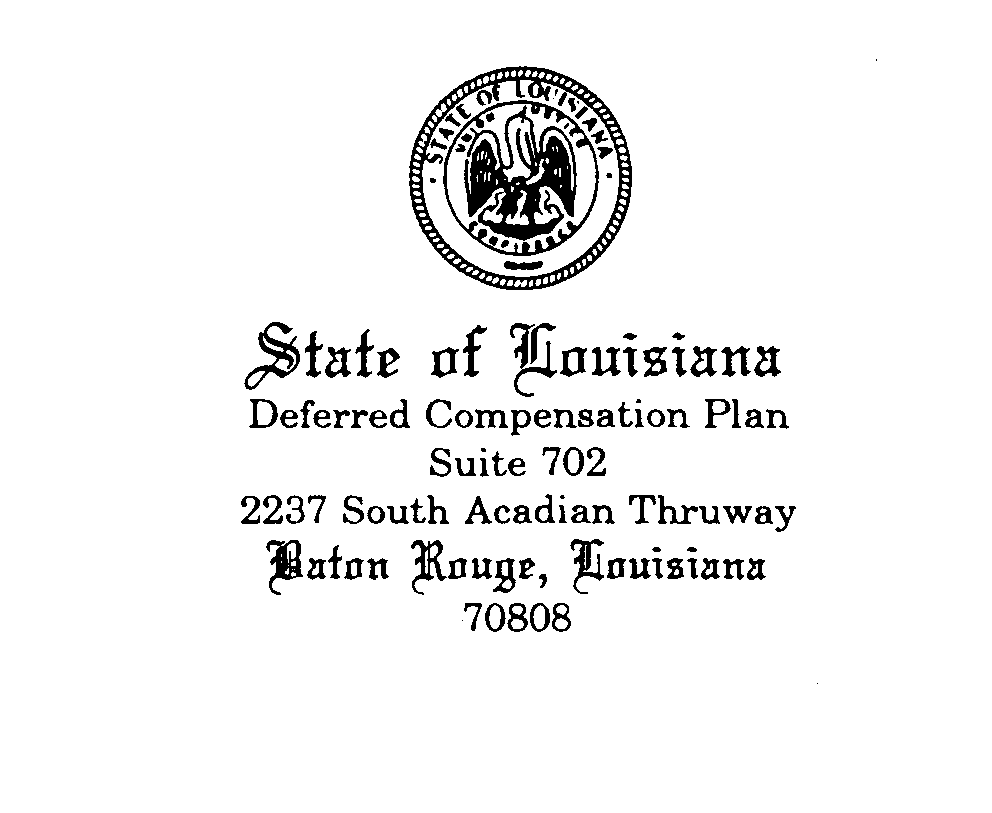 · STATE OF LOUISIANA ·
UNION JUSTICE
CONFIDENCE
State of Louisiana
Deferred Compensation Plan
Suite 702
2237 South Acadian Thruway
Baton Rouge, Louisiana
70808